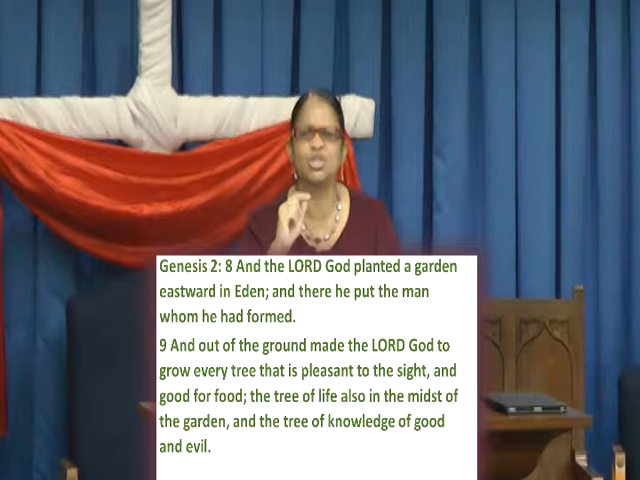 Genesis 2: 8 And the LORD God planted a garden
eastward in Eden; and there he put the man
whom he had formed.
9 And out of the ground made the LORD God to
grow every tree that is pleasant to the sight, and
good for food; the tree of life also in the midst of
the garden, and the tree of knowledge of good
and evil.